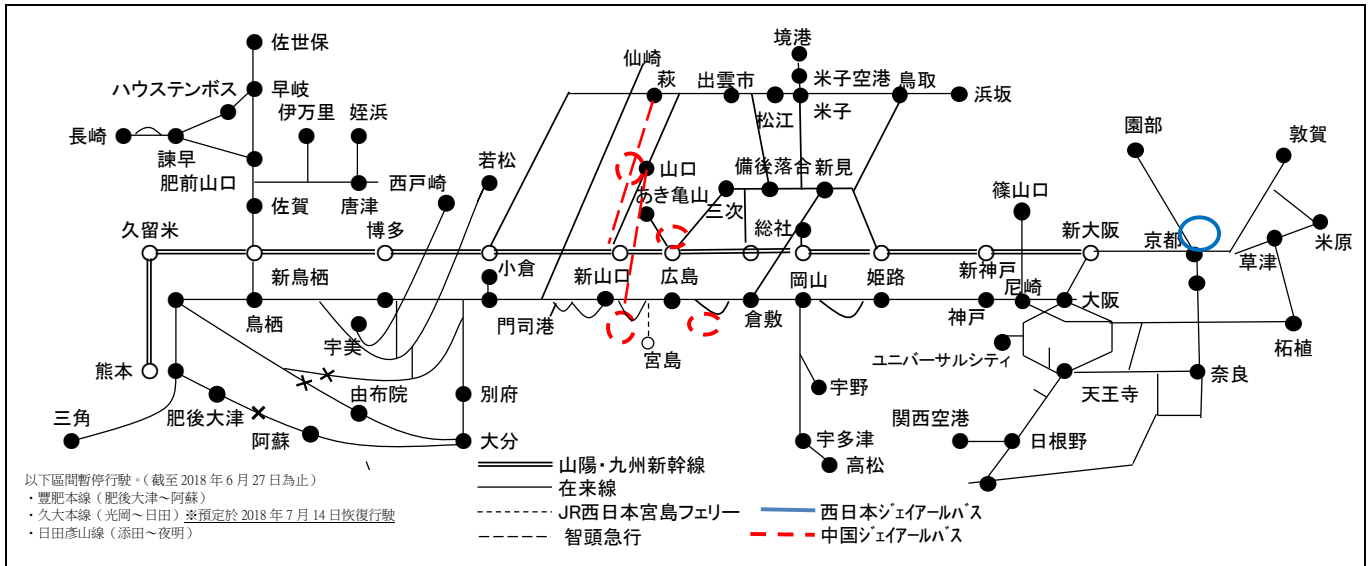 佐世保
仙崎
境港
ハウステンボス
早岐
萩
出雲市
米子空港
鳥取
浜坂
伊万里
姪浜
松江
米子
園部
敦賀
長崎
諫早
若松
山口
備後落合
新見
肥前山口
西戸崎
あき亀山
三次
篠山口
佐賀
唐津
総社
久留米
博多
新大阪
京都
米原
草津
新鳥栖
小倉
新山口
広島
岡山
姫路
新神戸
尼崎
鳥栖
門司港
倉敷
神戸
大阪
宇美
宮島
ユニバーサルシティ
柘植
熊本
由布院
別府
宇野
天王寺
奈良
三角
肥後大津
阿蘇
大分
宇多津
関西空港
日根野
高松
山陽・九州新幹線
在来線
JR西日本宮島フェリー
智頭急行
西日本ジェイアールバス
中国ジェイアールバス
以下區間暫停行駛。(截至 2018 年 6 月 27 日為止)
・豐肥本線(肥後大津~阿蘇)
・久大本線(光岡~日田)※預定於 2018 年 7 月 14 日恢復行駛
・日田彥山線(添田~夜明)